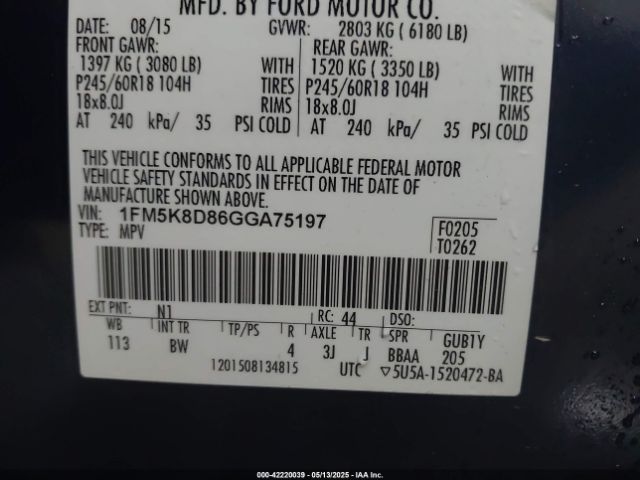 MFD. BY FORD MOTOR CO.
DATE: 08/15 GVWR: 2803 KG ( 6180 LB)
FRONT GAWR: REAR GAWR:
1397 KG ( 3080 LB) WITH 1520 KG ( 3350 LB) WITH
P245/60R18 104H TIRES P245/60R18 104H TIRES
18x8.0J RIMS 18x8.0J RIMS
AT 240 kPa/ 35 PSI COLD AT 240 kPa/ 35 PSI COLD
THIS VEHICLE CONFORMS TO ALL APPLICABLE FEDERAL MOTOR
VEHICLE SAFETY STANDARDS IN EFFECT ON THE DATE OF
MANUFACTURE SHOWN ABOVE.
VIN: 1FM5K8D86GGA75197 F0205
TYPE: MPV T0262
EXT PNT: N1 RC: 44 DSO:
WB INT TR TP/PS R AXLE TR SPR GUB1Y
113 BW 4 3J J BBAA 205
1201508134815 UTC ▽5U5A-1520472-BA
000-42220039 - 05/13/2025 - IAA Inc.